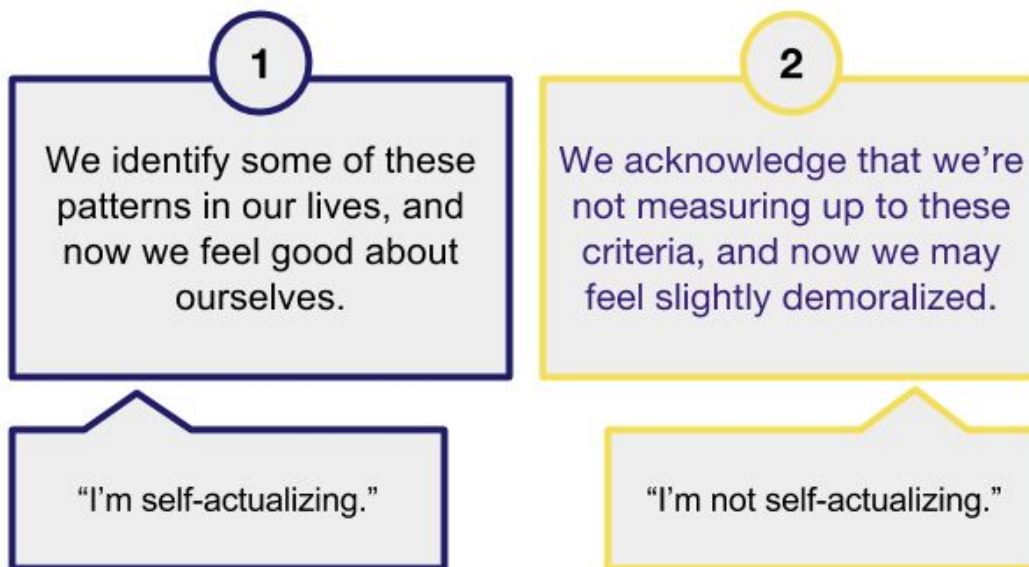 1
We identify some of these
patterns in our lives, and
now we feel good about
ourselves.
“I’m self-actualizing.”
2
We acknowledge that we’re
not measuring up to these
criteria, and now we may
feel slightly demoralized.
“I’m not self-actualizing.”